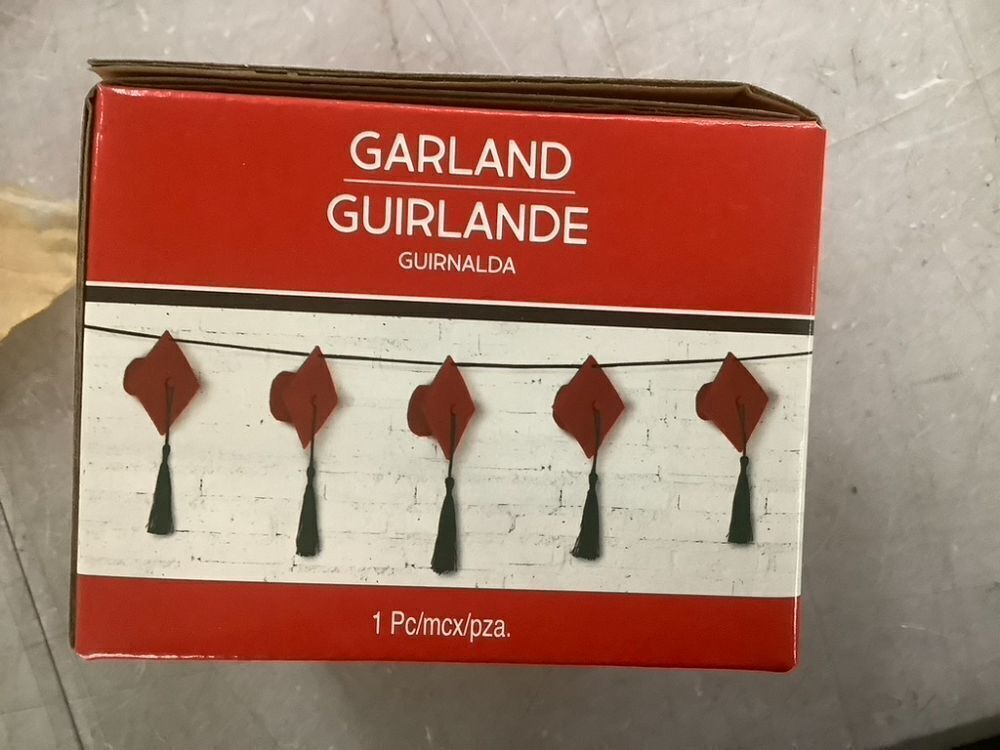 GARLAND
GUIRLANDE
GUIRNALDA
1 Pc/mcx/pza.